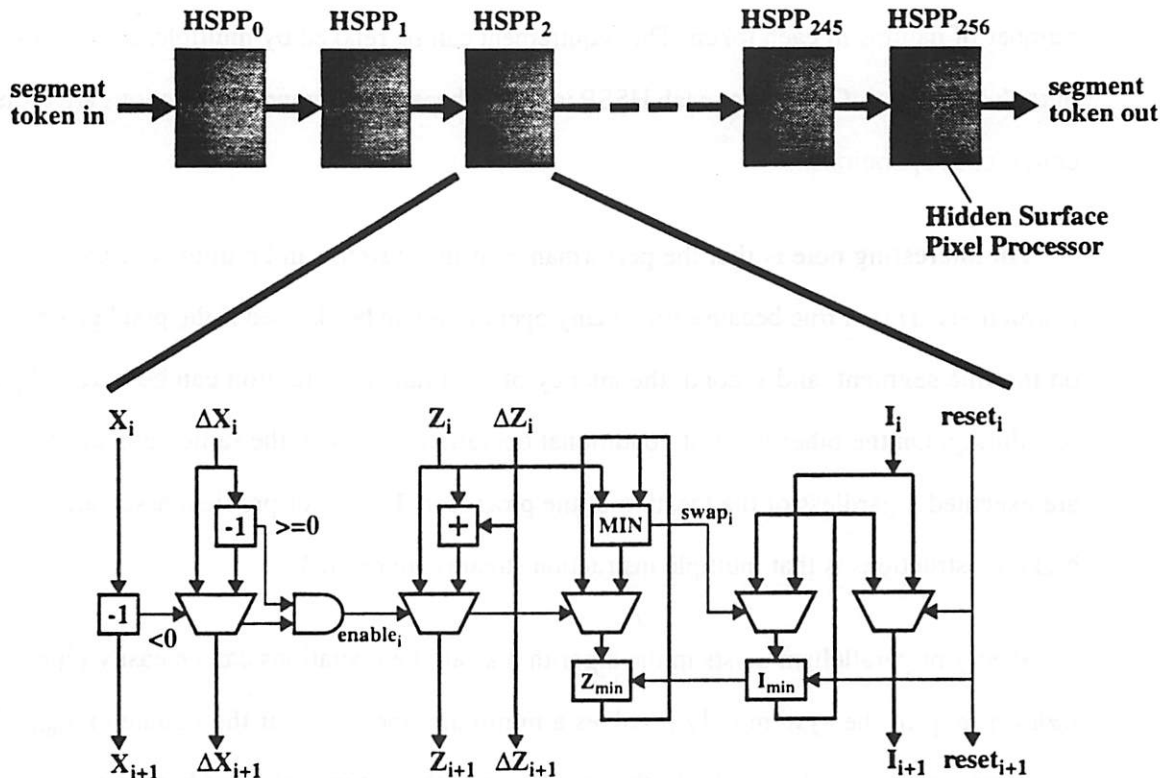 HSPP0 HSPP1 HSPP2 HSPP245 HSPP256
segment
token in
segment
token out
Hidden Surface
Pixel Processor
Xi ΔXi Zi ΔZi Ii reseti
-1 >=0 + MIN swapi
-1 <0 enablei
Zmin Imin
Xi+1 ΔXi+1 Zi+1 ΔZi+1 Ii+1 reseti+1